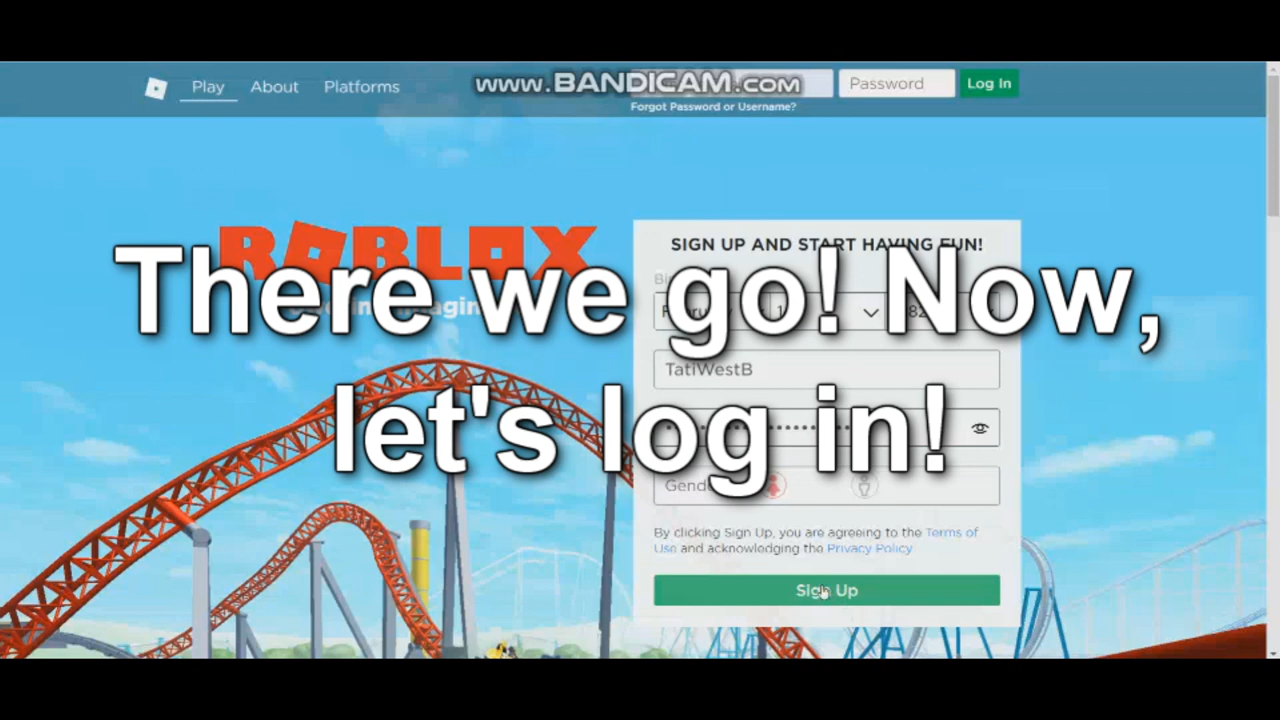 www.BANDICAM.com
Play About Platforms
Password
Log In
Forgot Password or Username?
ROBLOX
SIGN UP AND START HAVING FUN!
There we go! Now,
let's log in!
TatiWestB
By clicking Sign Up, you are agreeing to the Terms of
Use and acknowledging the Privacy Policy
Sign Up